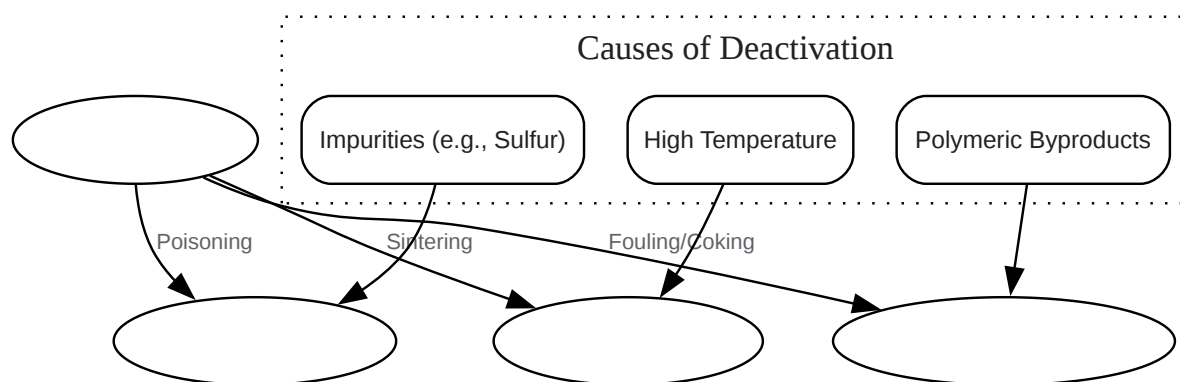 Causes of Deactivation
Impurities (e.g., Sulfur)
High Temperature
Polymeric Byproducts
Poisoning
Sintering
Fouling/Coking